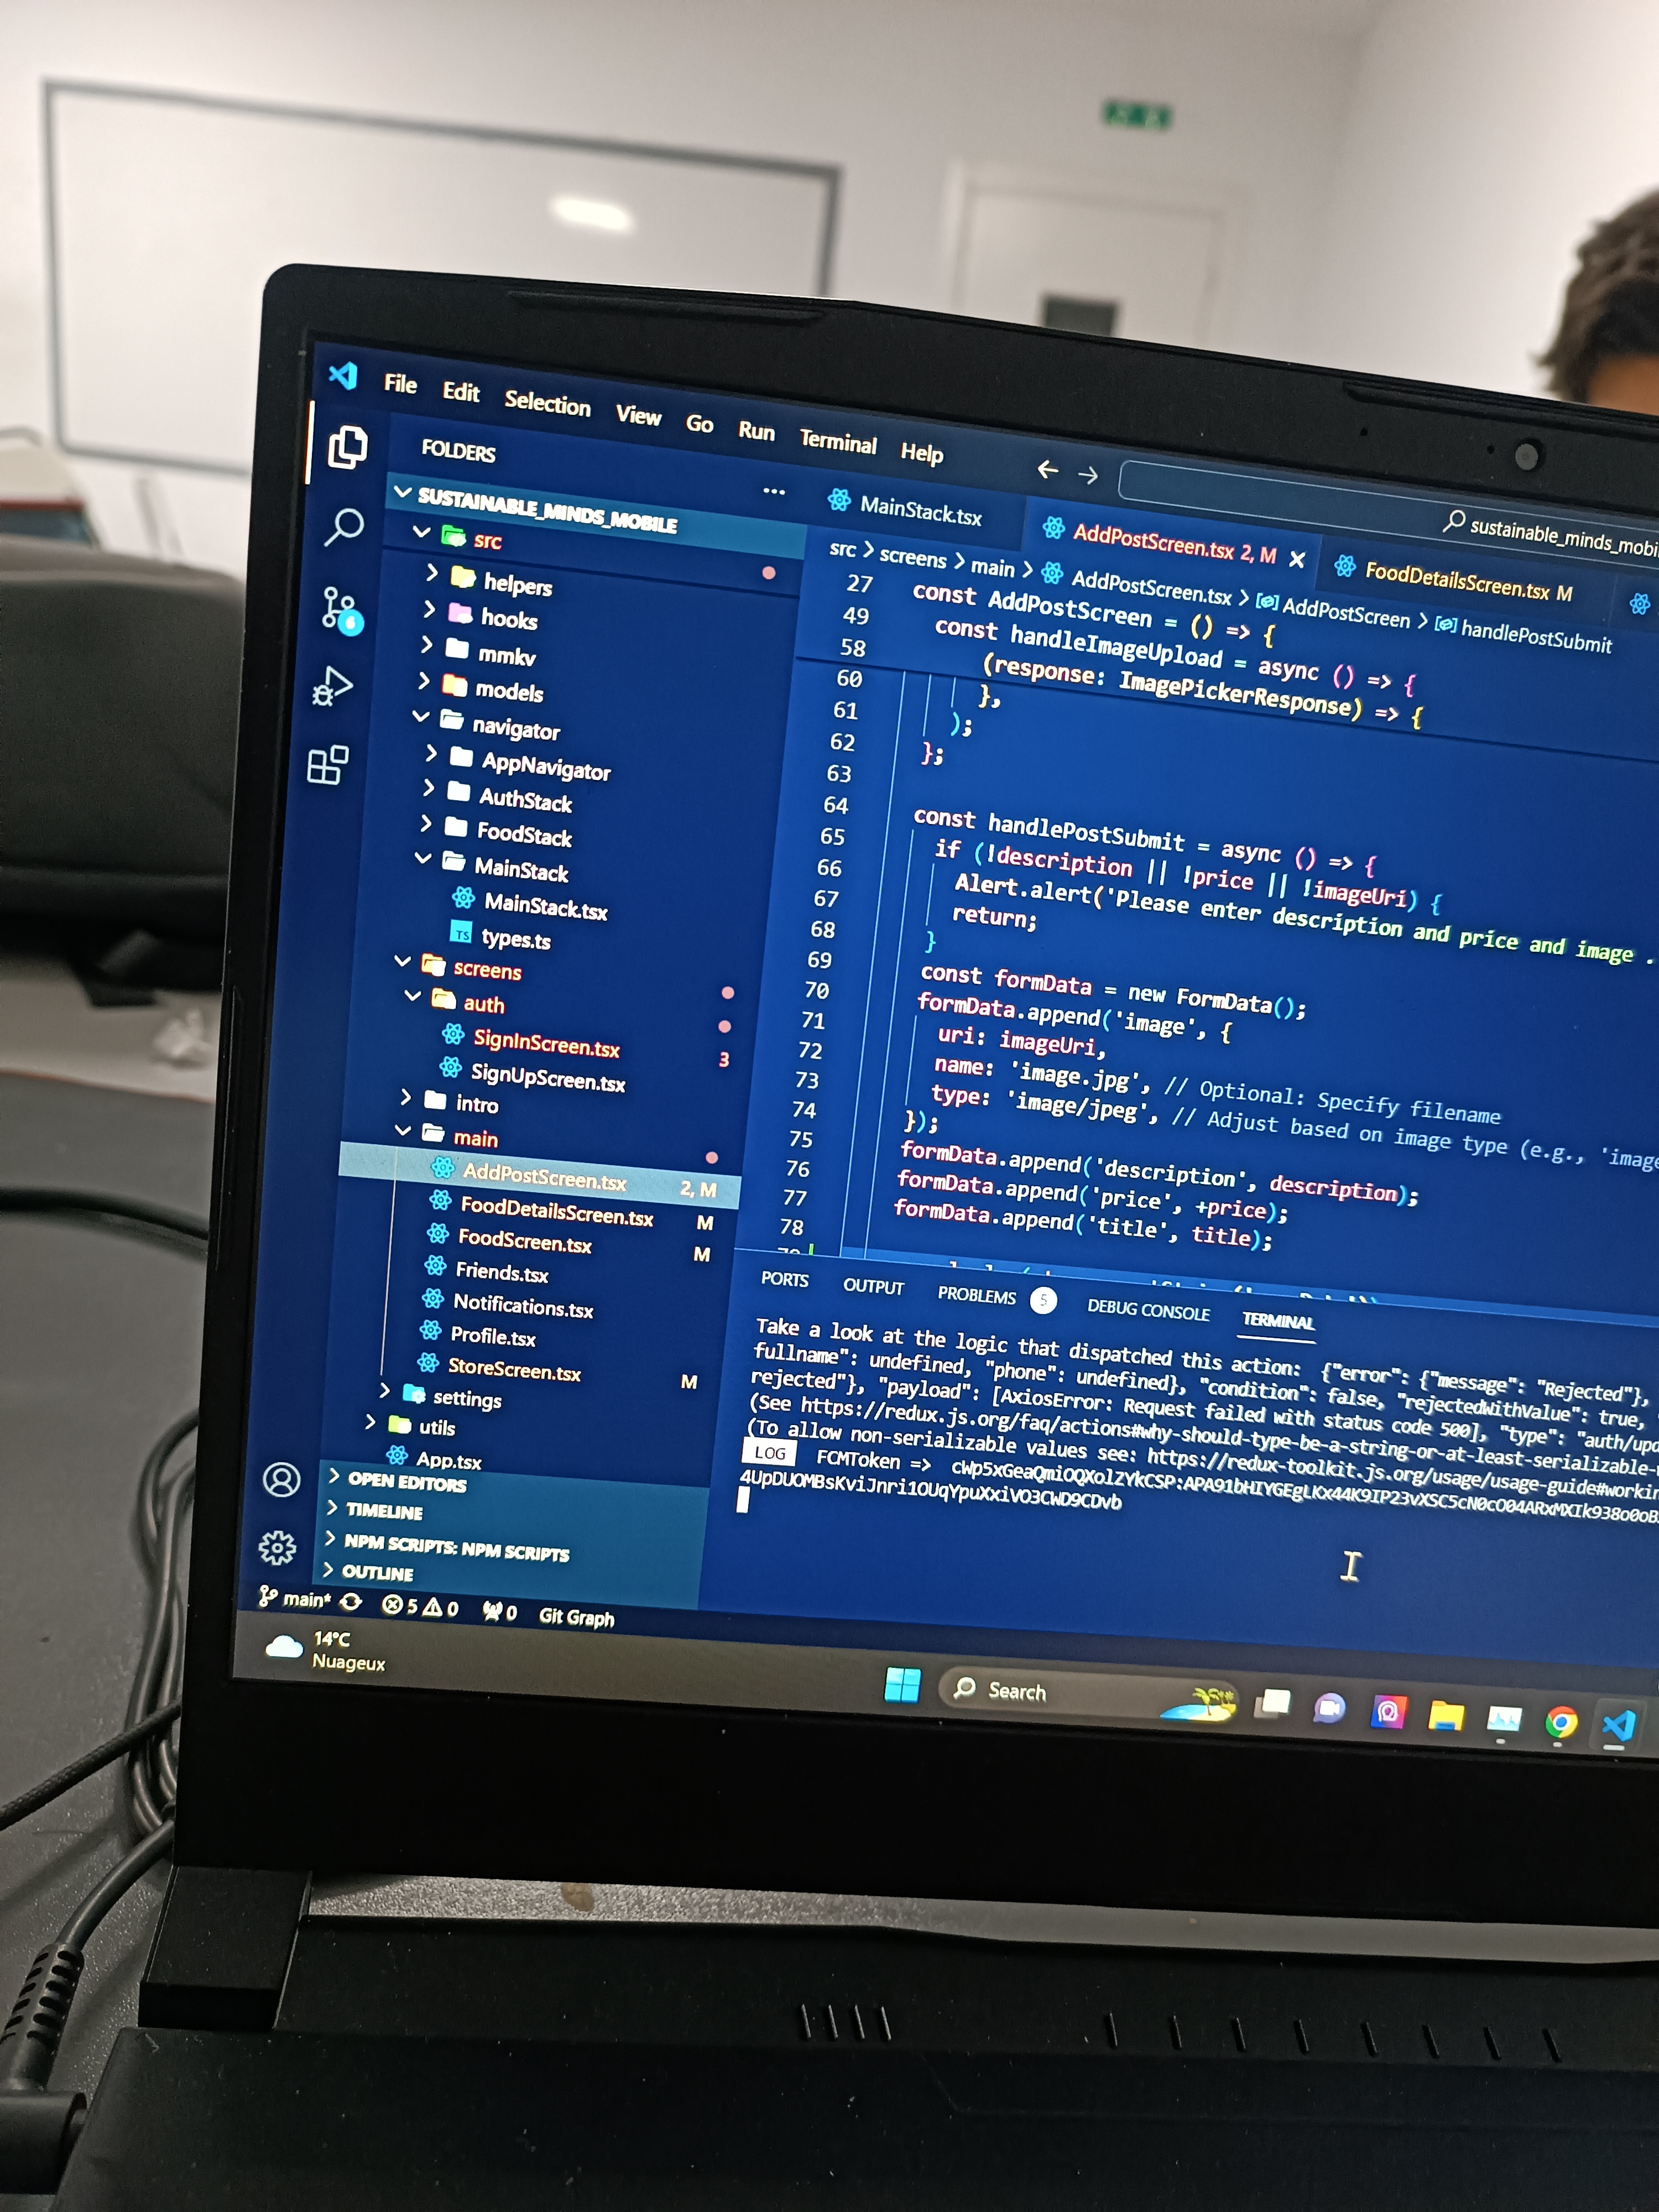 File Edit Selection View Go Run Terminal Help
FOLDERS
SUSTAINABLE_MINDS_MOBILE
src
helpers
hooks
mmkv
models
navigator
AppNavigator
AuthStack
FoodStack
MainStack
MainStack.tsx
types.ts
screens
auth
SignInScreen.tsx 3
SignUpScreen.tsx
intro
main
AddPostScreen.tsx 2, M
FoodDetailsScreen.tsx M
FoodScreen.tsx M
Friends.tsx
Notifications.tsx
Profile.tsx
StoreScreen.tsx M
settings
utils
App.tsx
OPEN EDITORS
TIMELINE
NPM SCRIPTS: NPM SCRIPTS
OUTLINE
6
sustainable_minds_mobi
MainStack.tsx AddPostScreen.tsx 2, M FoodDetailsScreen.tsx M
src > screens > main > AddPostScreen.tsx > AddPostScreen > handlePostSubmit
27 const AddPostScreen = () => {
49 const handleImageUpload = async () => {
58 (response: ImagePickerResponse) => {
60 },
61 );
62 };
63
64 const handlePostSubmit = async () => {
65 if (!description || !price || !imageUri) {
66 Alert.alert('Please enter description and price and image .
67 return;
68 }
69 const formData = new FormData();
70 formData.append('image', {
71 uri: imageUri,
72 name: 'image.jpg', // Optional: Specify filename
73 type: 'image/jpeg', // Adjust based on image type (e.g., 'image
74 });
75 formData.append('description', description);
76 formData.append('price', +price);
77 formData.append('title', title);
78
PORTS OUTPUT PROBLEMS 5 DEBUG CONSOLE TERMINAL
Take a look at the logic that dispatched this action: {"error": {"message": "Rejected"},
fullname": undefined, "phone": undefined}, "condition": false, "rejectedWithValue": true,
rejected"}, "payload": [AxiosError: Request failed with status code 500], "type": "auth/upd
(See https://redux.js.org/faq/actions#why-should-type-be-a-string-or-at-least-serializable-
(To allow non-serializable values see: https://redux-toolkit.js.org/usage/usage-guide#workin
LOG FCMToken => cWp5xGeaQmiOQXolZYkCSP:APA91bHIYGEgLKx44K9IP23vXSC5cN0cO04ARxMXIk938o0oB
4UpDUOMBsKviJnri1OUqYpuXxiVO3CWD9CDvb
main* 5 0 0 Git Graph
14°C
Nuageux
Search